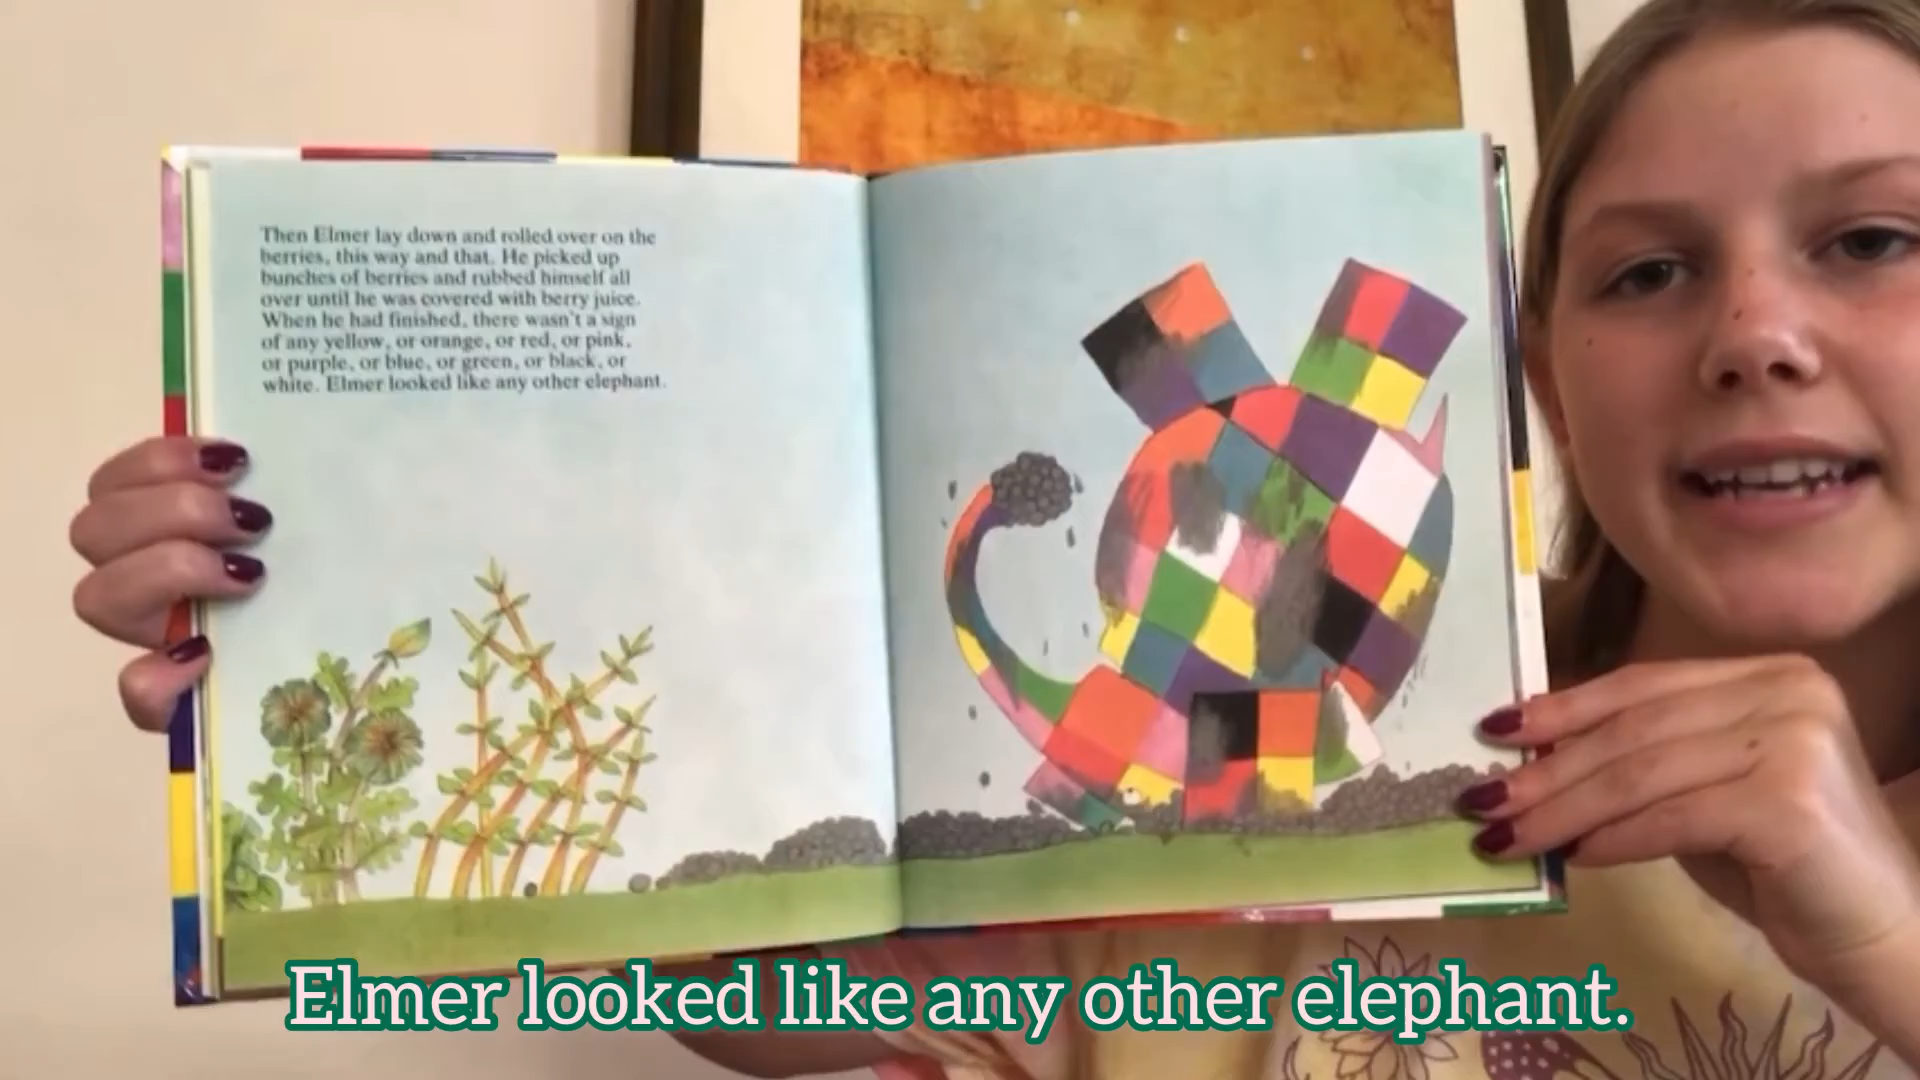 Then Elmer lay down and rolled over on the
berries, this way and that. He picked up
bunches of berries and rubbed himself all
over until he was covered with berry juice.
When he had finished, there wasn't a sign
of any yellow, or orange, or red, or pink,
or purple, or blue, or green, or black, or
white. Elmer looked like any other elephant.
Elmer looked like any other elephant.